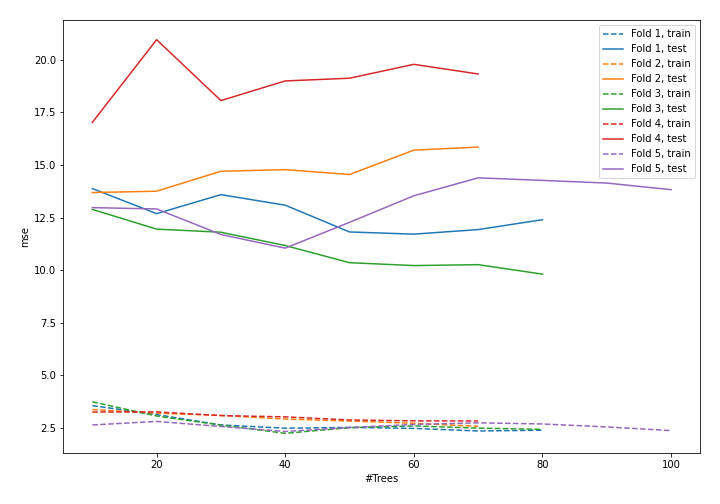 20.0
17.5
15.0
12.5
10.0
7.5
5.0
2.5
mse
20
40
60
80
100
#Trees
Fold 1, train
Fold 1, test
Fold 2, train
Fold 2, test
Fold 3, train
Fold 3, test
Fold 4, train
Fold 4, test
Fold 5, train
Fold 5, test